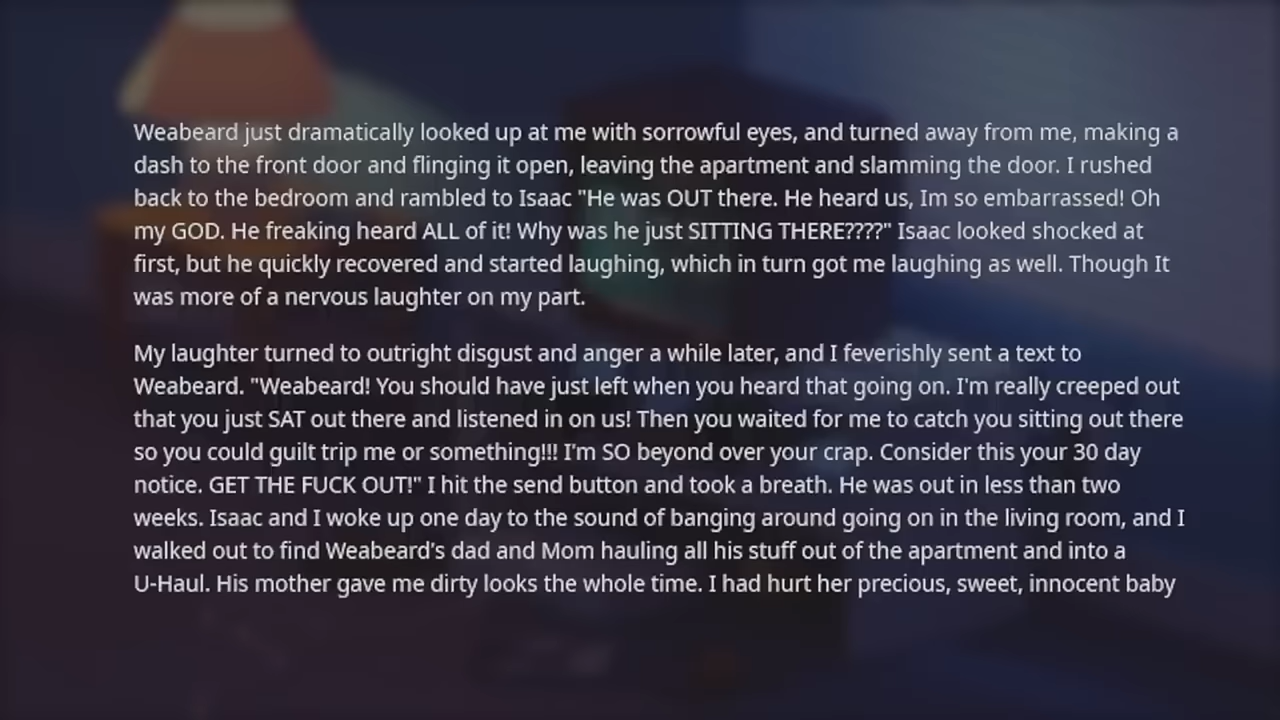 Weabeard just dramatically looked up at me with sorrowful eyes, and turned away from me, making a
dash to the front door and flinging it open, leaving the apartment and slamming the door. I rushed
back to the bedroom and rambled to Isaac "He was OUT there. He heard us, Im so embarrassed! Oh
my GOD. He freaking heard ALL of it! Why was he just SITTING THERE????" Isaac looked shocked at
first, but he quickly recovered and started laughing, which in turn got me laughing as well. Though It
was more of a nervous laughter on my part.
My laughter turned to outright disgust and anger a while later, and I feverishly sent a text to
Weabeard. "Weabeard! You should have just left when you heard that going on. I'm really creeped out
that you just SAT out there and listened in on us! Then you waited for me to catch you sitting out there
so you could guilt trip me or something!!! I'm SO beyond over your crap. Consider this your 30 day
notice. GET THE FUCK OUT!" I hit the send button and took a breath. He was out in less than two
weeks. Isaac and I woke up one day to the sound of banging around going on in the living room, and I
walked out to find Weabeard's dad and Mom hauling all his stuff out of the apartment and into a
U-Haul. His mother gave me dirty looks the whole time. I had hurt her precious, sweet, innocent baby